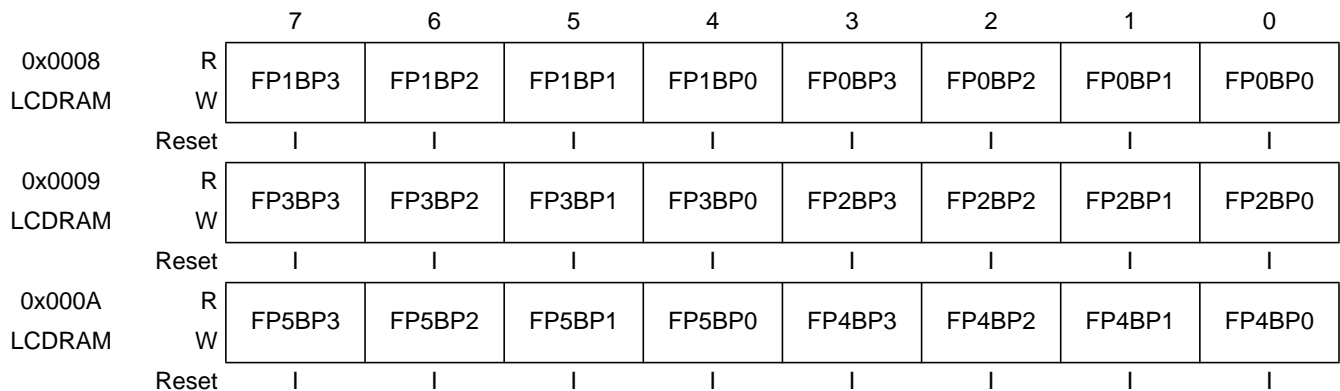 7 6 5 4 3 2 1 0
0x0008 R
FP1BP3 FP1BP2 FP1BP1 FP1BP0 FP0BP3 FP0BP2 FP0BP1 FP0BP0
LCDRAM W
Reset I I I I I I I I
0x0009 R
FP3BP3 FP3BP2 FP3BP1 FP3BP0 FP2BP3 FP2BP2 FP2BP1 FP2BP0
LCDRAM W
Reset I I I I I I I I
0x000A R
FP5BP3 FP5BP2 FP5BP1 FP5BP0 FP4BP3 FP4BP2 FP4BP1 FP4BP0
LCDRAM W
Reset I I I I I I I I